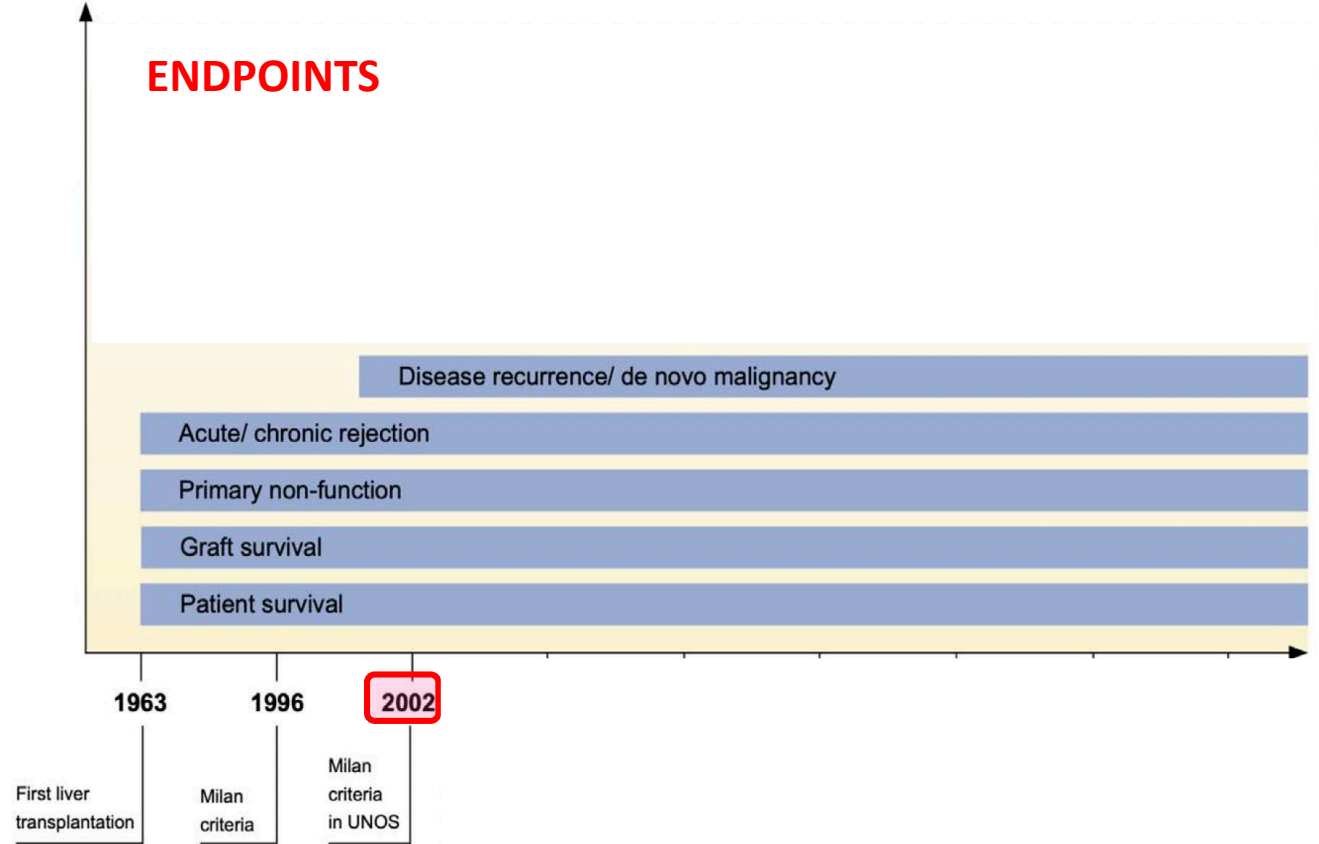 ENDPOINTS
Disease recurrence/ de novo malignancy
Acute/ chronic rejection
Primary non-function
Graft survival
Patient survival
1963
1996
2002
First liver
transplantation
Milan
criteria
Milan
criteria
in UNOS